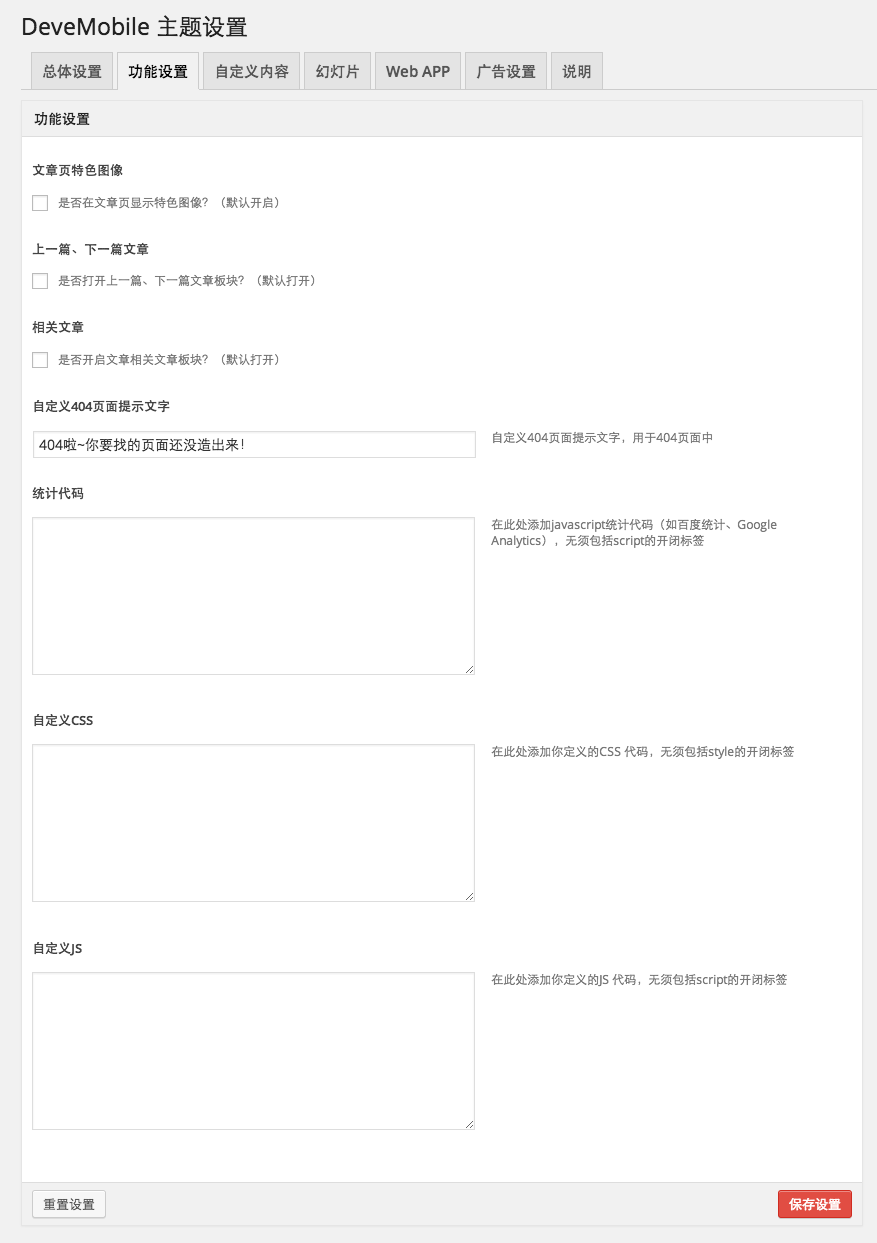 DeveMobile 主题设置
总体设置 功能设置 自定义内容 幻灯片 Web APP 广告设置 说明
功能设置
文章页特色图像
是否在文章页显示特色图像？（默认开启）
上一篇、下一篇文章
是否打开上一篇、下一篇文章板块？（默认打开）
相关文章
是否开启文章相关文章板块？（默认打开）
自定义404页面提示文字
404啦~你要找的页面还没造出来！
自定义404页面提示文字，用于404页面中
统计代码
在此处添加javascript统计代码（如百度统计、Google
Analytics），无须包括script的开闭标签
自定义CSS
在此处添加你定义的CSS 代码，无须包括style的开闭标签
自定义JS
在此处添加你定义的JS 代码，无须包括script的开闭标签
重置设置 保存设置